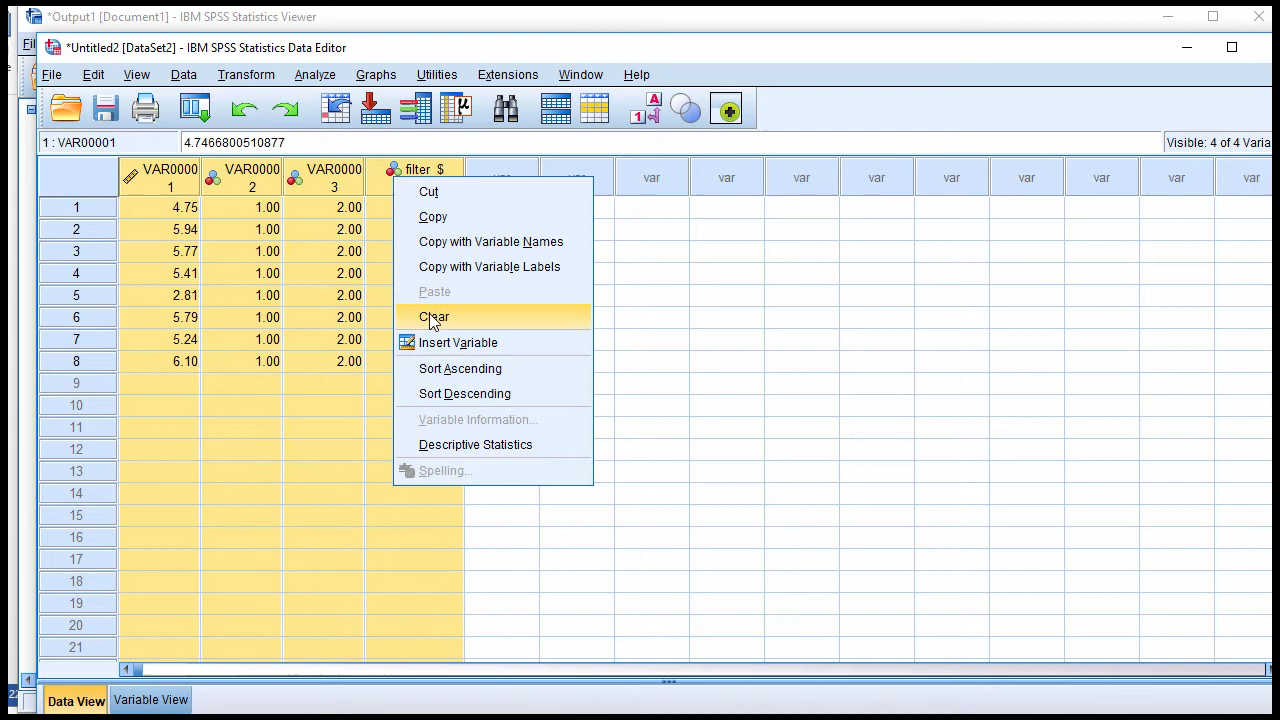 *Output1 [Document1] - IBM SPSS Statistics Viewer
*Untitled2 [DataSet2] - IBM SPSS Statistics Data Editor
File Edit View Data Transform Analyze Graphs Utilities Extensions Window Help
1 : VAR00001 4.7466800510877 Visible: 4 of 4 Varia
VAR0000 VAR0000 VAR0000 filter_$
1 2 3 var var var var var var var var
1 4.75 1.00 2.00
2 5.94 1.00 2.00
3 5.77 1.00 2.00
4 5.41 1.00 2.00
5 2.81 1.00 2.00
6 5.79 1.00 2.00
7 5.24 1.00 2.00
8 6.10 1.00 2.00
9
10
11
12
13
14
15
16
17
18
19
20
21
Cut
Copy
Copy with Variable Names
Copy with Variable Labels
Paste
Clear
Insert Variable
Sort Ascending
Sort Descending
Variable Information...
Descriptive Statistics
Spelling...
Data View Variable View